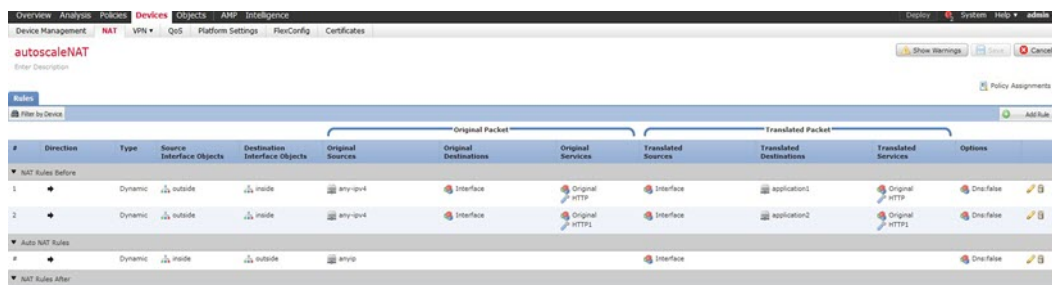 Overview Analysis Policies Devices Objects AMP Intelligence Deploy System Help ▾ admin ▾
Device Management NAT VPN ▾ QoS Platform Settings FlexConfig Certificates
autoscaleNAT Show Warnings Save Cancel
Enter Description
Policy Assignments
Rules
Filter by Device Add Rule
Original Packet Translated Packet
# Direction Type Source Interface Objects Destination Interface Objects Original Sources Original Destinations Original Services Translated Sources Translated Destinations Translated Services Options
▼ NAT Rules Before
1 Dynamic outside inside any-ipv4 Interface Original HTTP Interface application1 Original HTTP Dns:false
2 Dynamic outside inside any-ipv4 Interface Original HTTP1 Interface application2 Original HTTP1 Dns:false
▼ Auto NAT Rules
# Dynamic inside outside anyip Interface Dns:false
▼ NAT Rules After